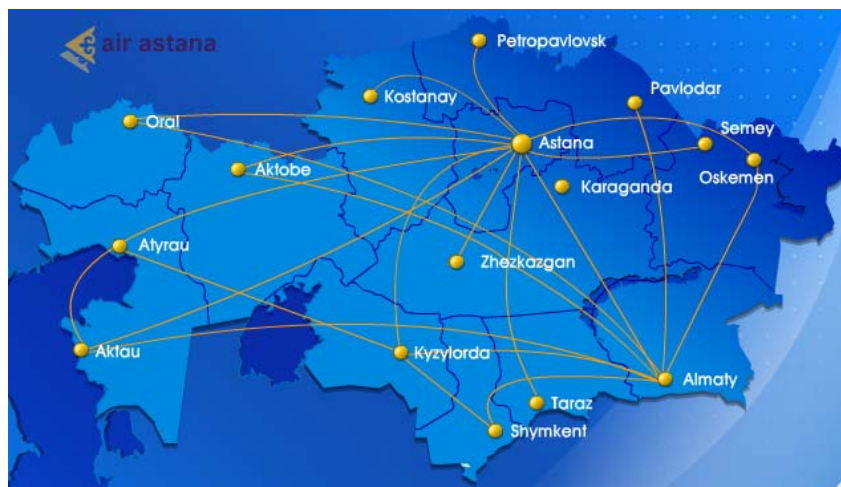 air astana
Petropavlovsk
Kostanay
Pavlodar
Oral
Astana
Semey
Aktobe
Oskemen
Karaganda
Atyrau
Zhezkazgan
Aktau
Kyzylorda
Almaty
Taraz
Shymkent